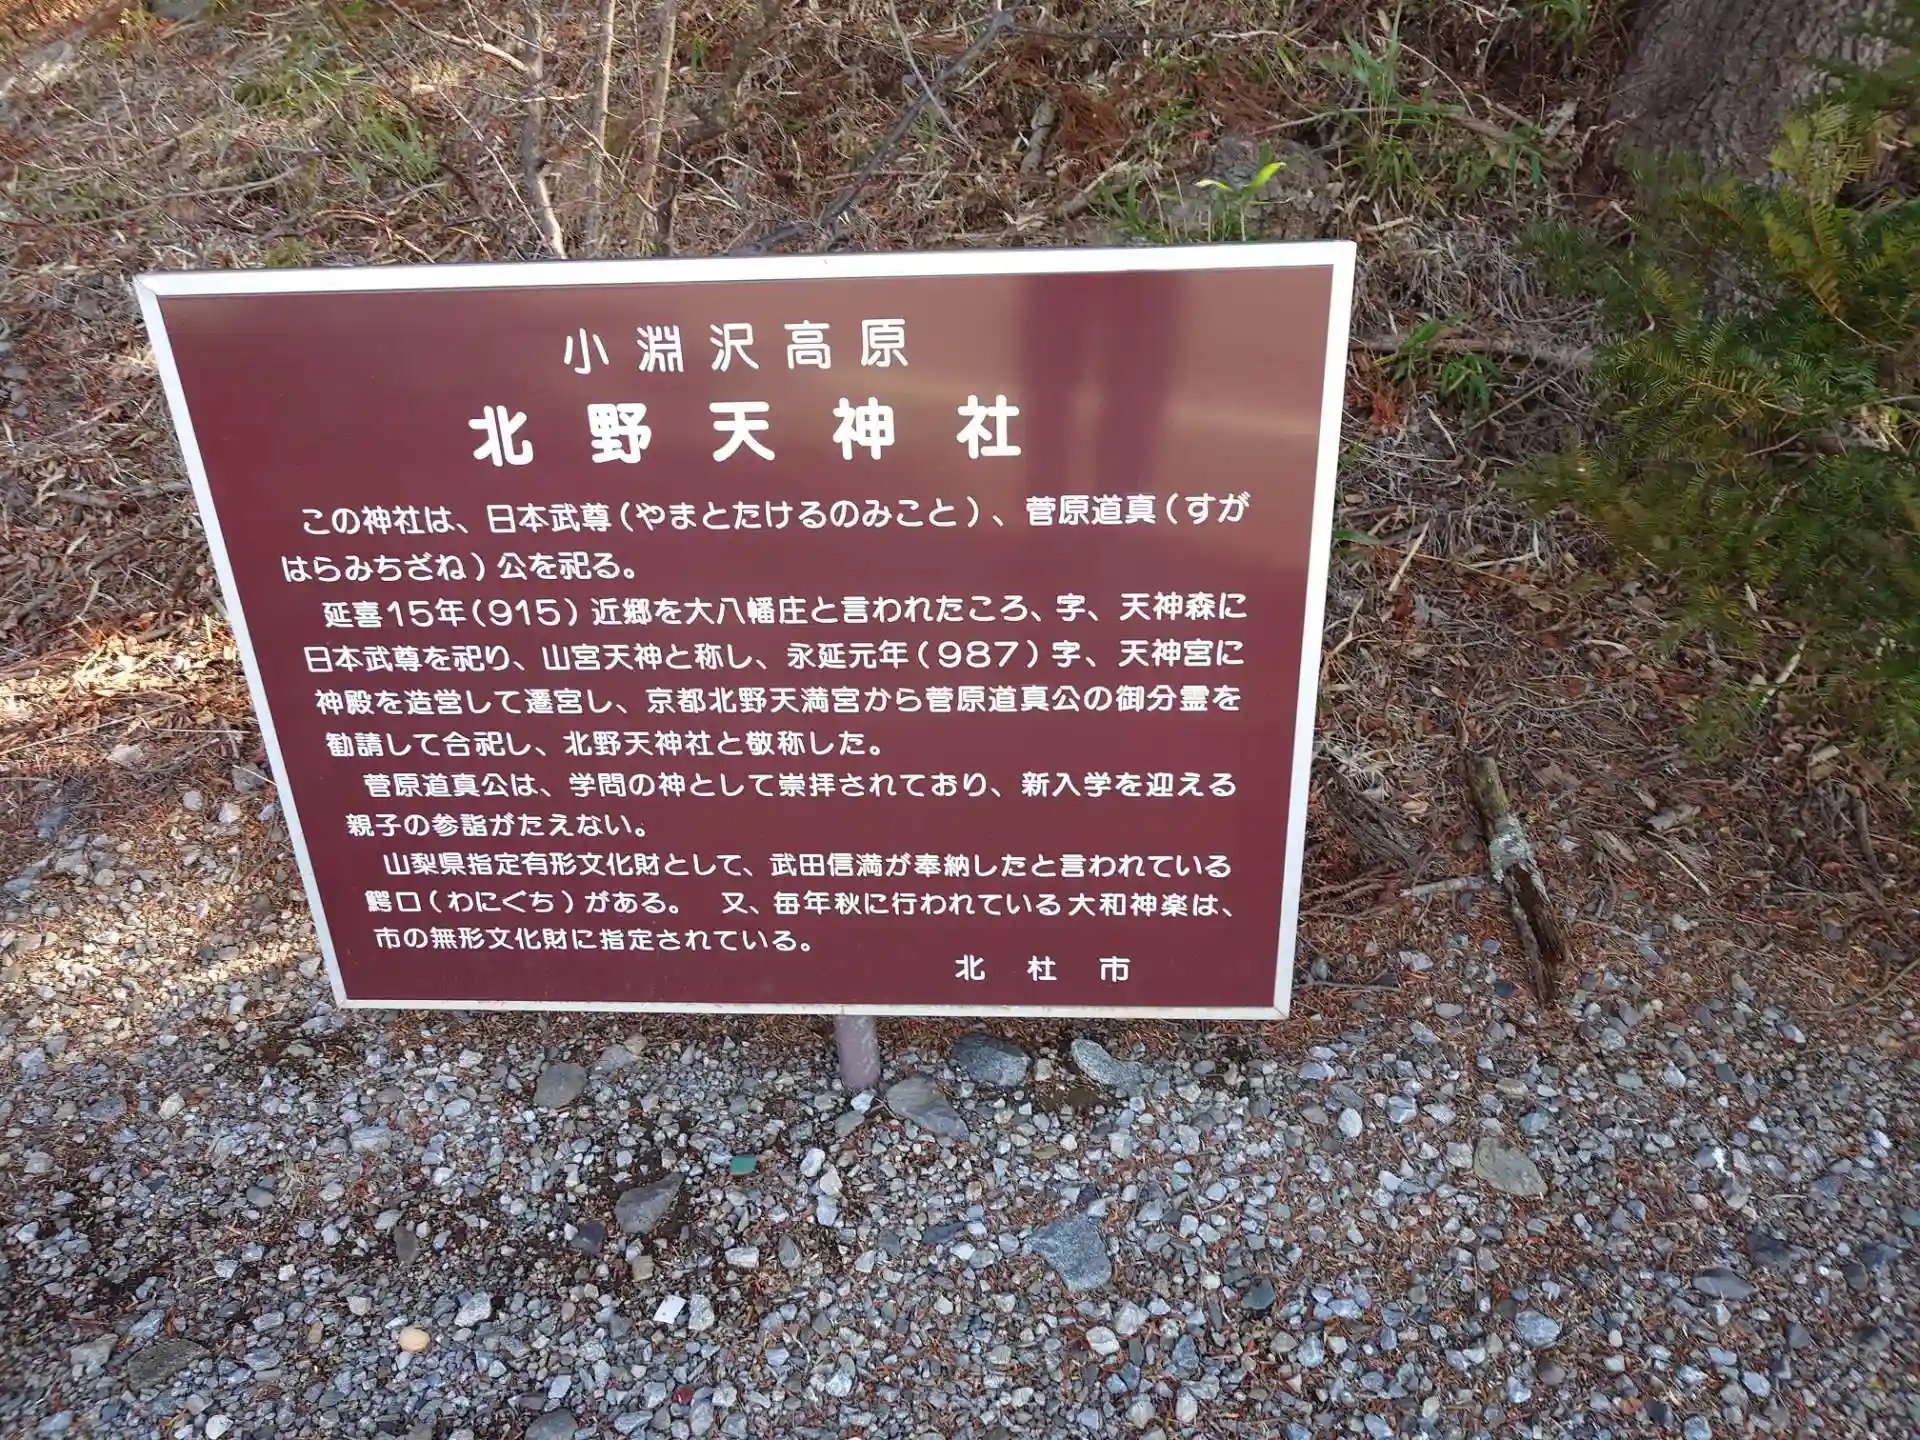 小淵沢高原
北野天神社
この神社は、日本武尊(やまとたけるのみこと)、菅原道真(すが
はらみちざね)公を祀る。
延喜15年(915)近郷を大八幡庄と言われたころ、字、天神森に
日本武尊を祀り、山宮天神と称し、永延元年(987)字、天神宮に
神殿を造営して遷宮し、京都北野天満宮から菅原道真公の御分霊を
勧請して合祀し、北野天神社と敬称した。
菅原道真公は、学問の神として崇拝されており、新入学を迎える
親子の参詣がたえない。
山梨県指定有形文化財として、武田信満が奉納したと言われている
鰐口(わにぐち)がある。 又、毎年秋に行われている大和神楽は、
市の無形文化財に指定されている。
北杜市